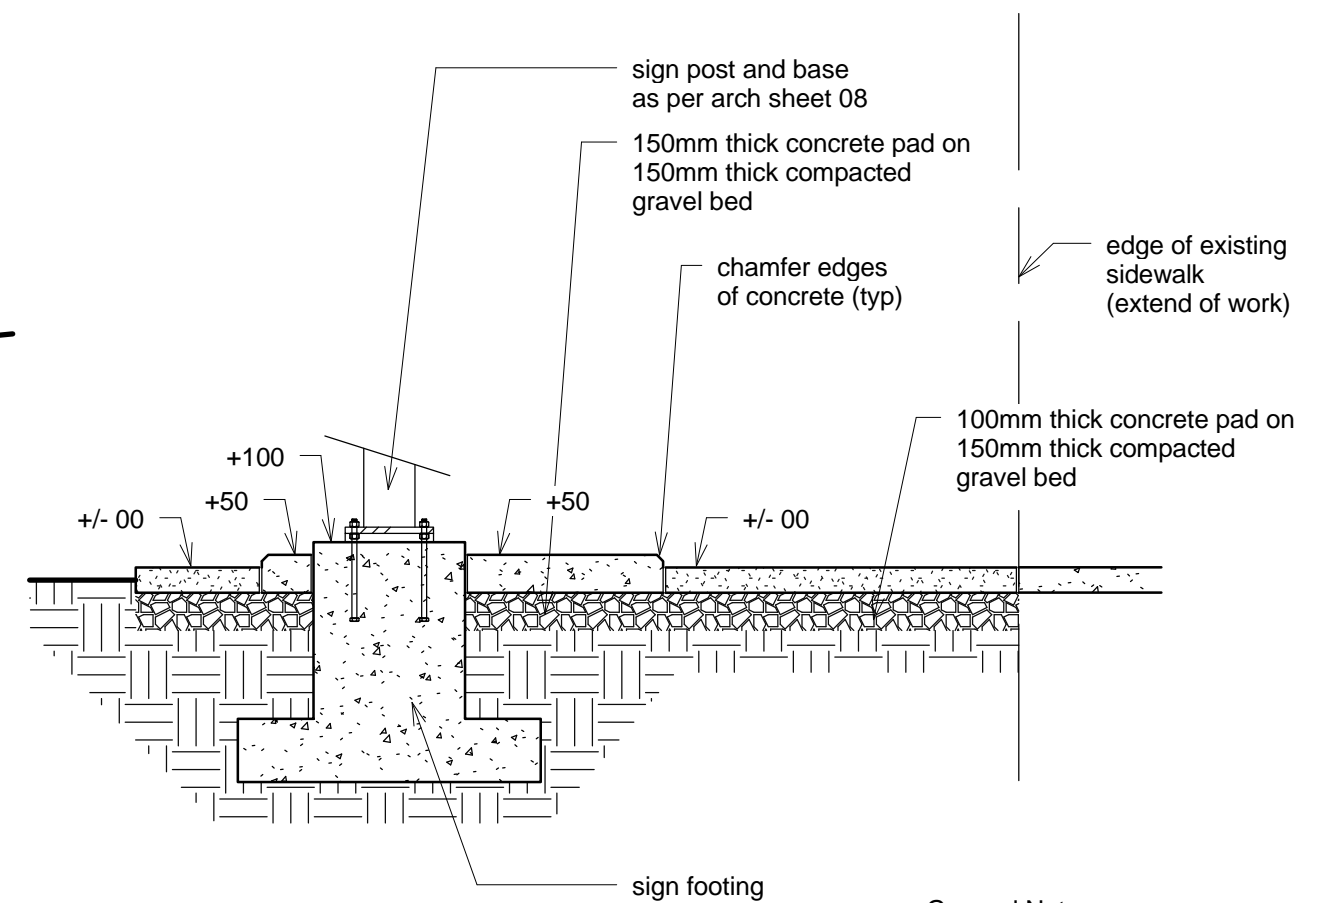 sign post and base
as per arch sheet 08
150mm thick concrete pad on
150mm thick compacted
gravel bed
chamfer edges
of concrete (typ)
edge of existing
sidewalk
(extend of work)
100mm thick concrete pad on
150mm thick compacted
gravel bed
+100
+50
+/- 00
+50
+/- 00
sign footing